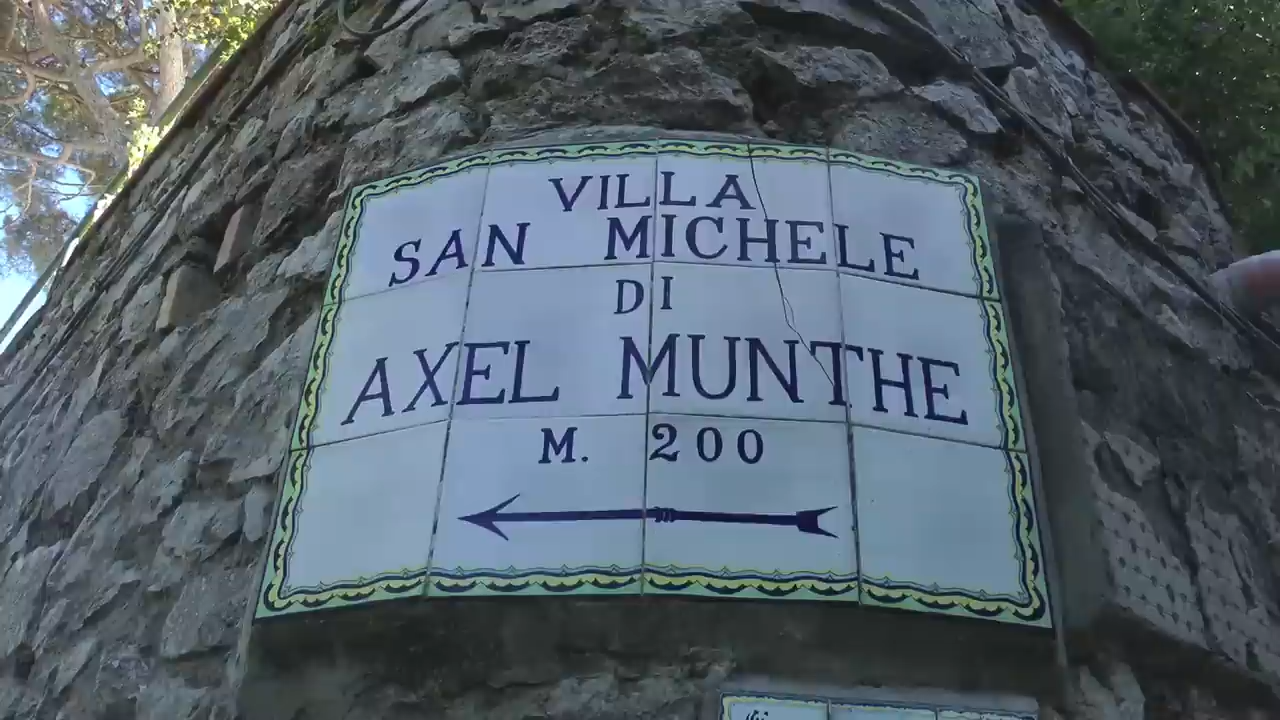 VILLA
SAN MICHELE
DI
AXEL MUNTHE
M. 200